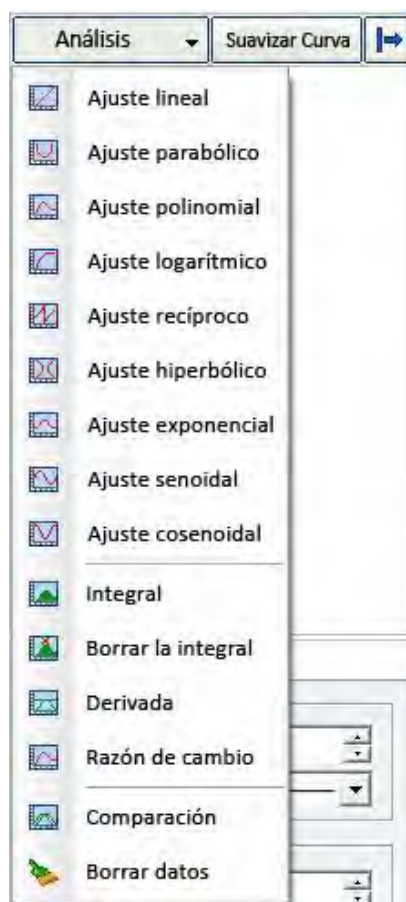 Análisis
Suavizar Curva
Ajuste lineal
Ajuste parabólico
Ajuste polinomial
Ajuste logarítmico
Ajuste recíproco
Ajuste hiperbólico
Ajuste exponencial
Ajuste senoidal
Ajuste cosenoidal
Integral
Borrar la integral
Derivada
Razón de cambio
Comparación
Borrar datos